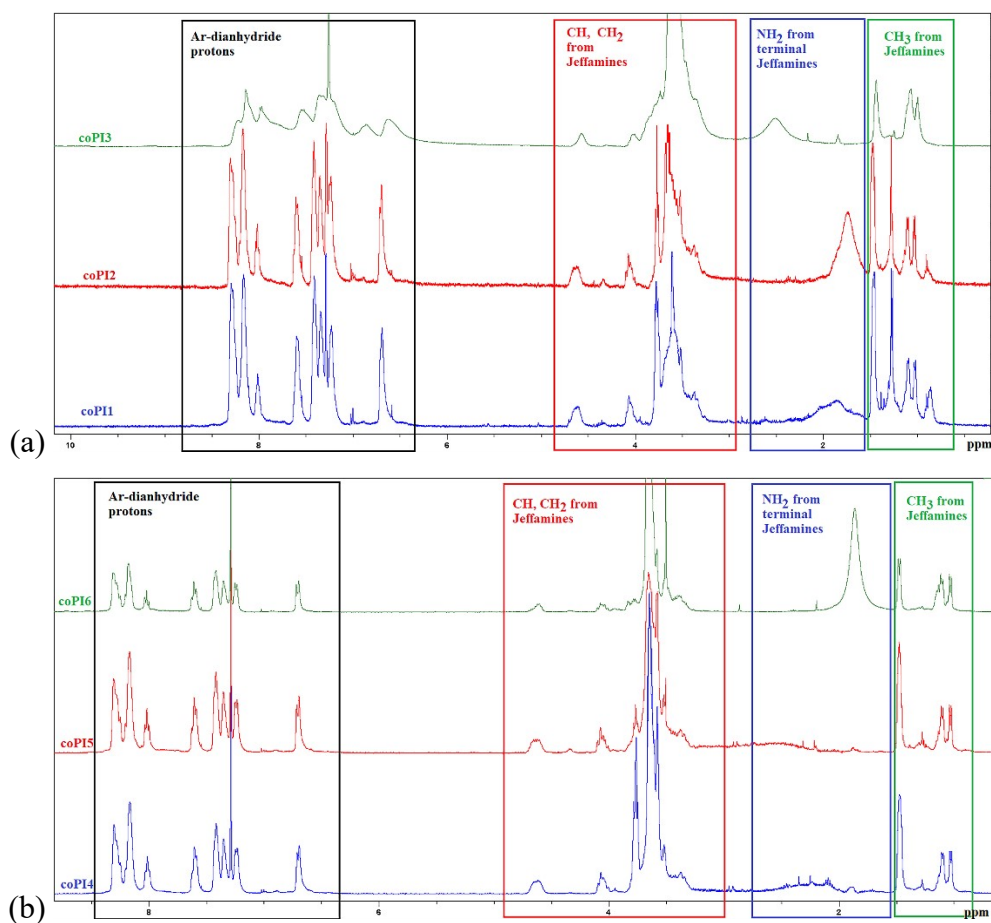 Ar-dianhydride
protons
CH, CH2
from
Jeffamines
NH2 from
terminal
Jeffamines
CH3 from
Jeffamines
coPI3
coPI2
coPI1
10
8
6
4
2
ppm
(a)
Ar-dianhydride
protons
CH, CH2 from
Jeffamines
NH2 from
terminal
Jeffamines
CH3 from
Jeffamines
coPI6
coPI5
coPI4
8
6
4
2
ppm
(b)